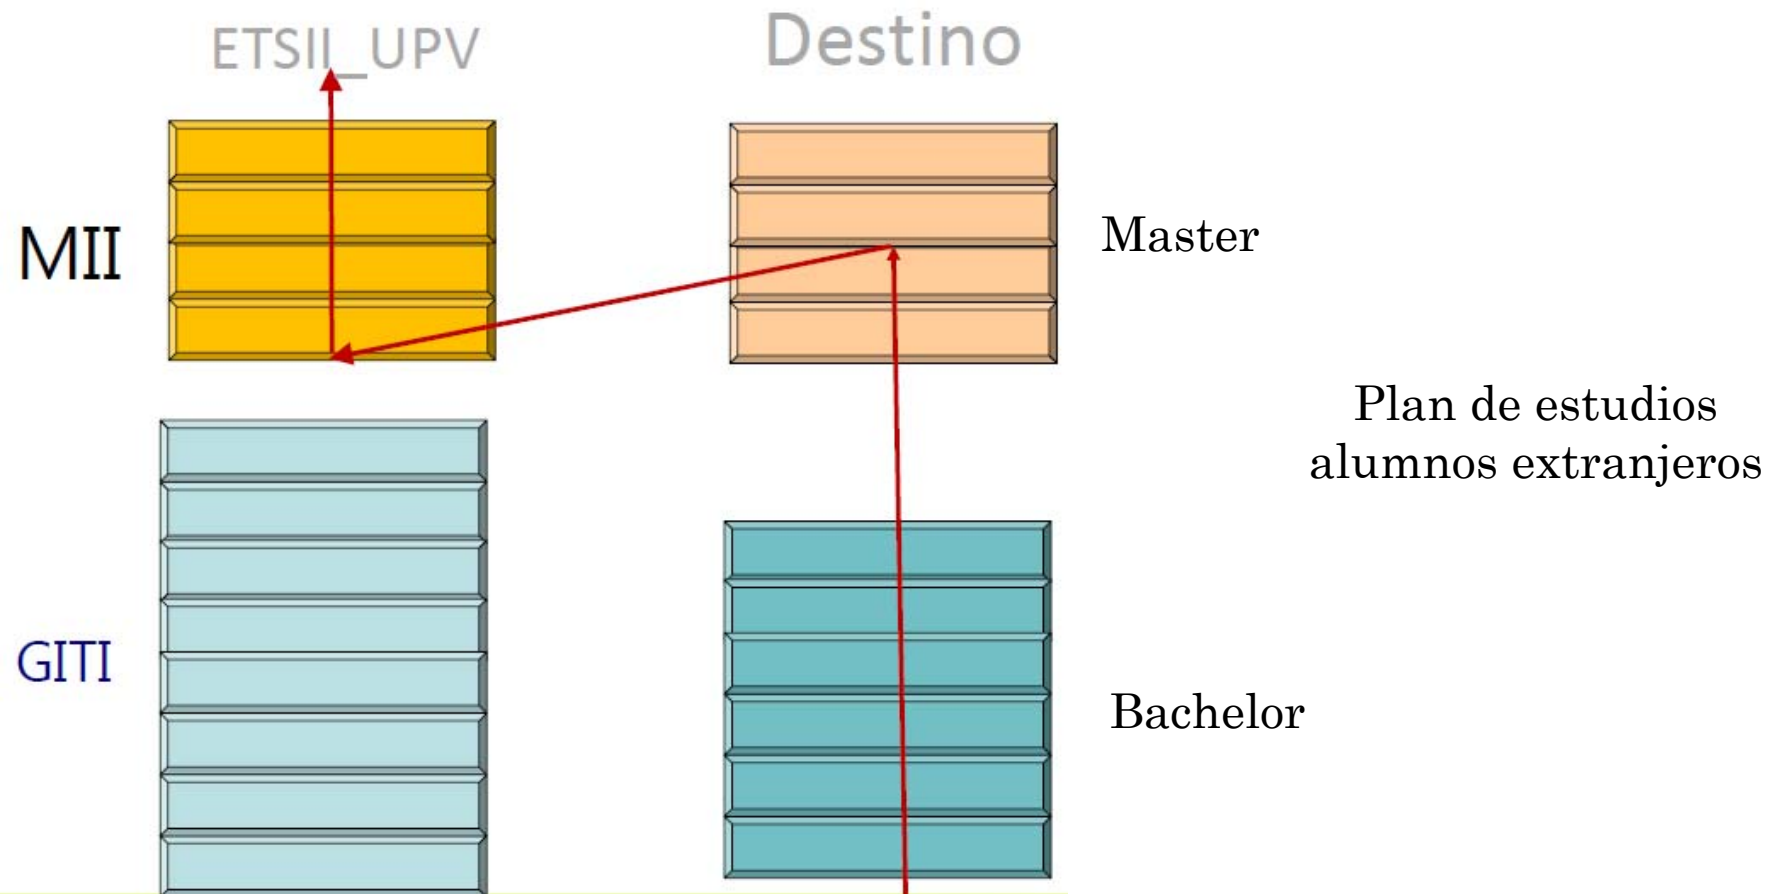 ETSII_UPV
Destino
MII
Master
Plan de estudios
alumnos extranjeros
GITI
Bachelor